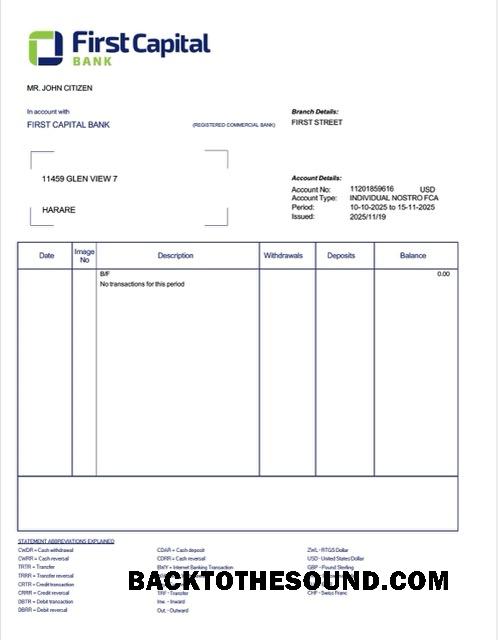 First Capital
BANK
MR. JOHN CITIZEN
In account with
FIRST CAPITAL BANK
(REGISTERED COMMERCIAL BANK)
Branch Details:
FIRST STREET
11459 GLEN VIEW 7
HARARE
Account Details:
Account No: 11201859616 USD
Account Type: INDIVIDUAL NOSTRO FCA
Period: 10-10-2025 to 15-11-2025
Issued: 2025/11/19
Date Image No Description Withdrawals Deposits Balance
B/F 0.00
No transactions for this period
STATEMENT ABBREVIATIONS EXPLAINED
CWDR = Cash withdrawal
CWRR = Cash reversal
TRTR = Transfer
TRRR = Transfer reversal
CRTR = Credit transaction
CRRR = Credit reversal
DBTR = Debit transaction
DBRR = Debit reversal
CDAR = Cash deposit
CDRR = Cash reversal
= Internet Banking Transaction
TRF - Transfer
Inw. - Inward
Out. - Outward
ZWL - RTGS Dollar
USD - United States Dollar
GBP - Pound Sterling
CHF - Swiss Franc
BACKTOTHESOUND.COM